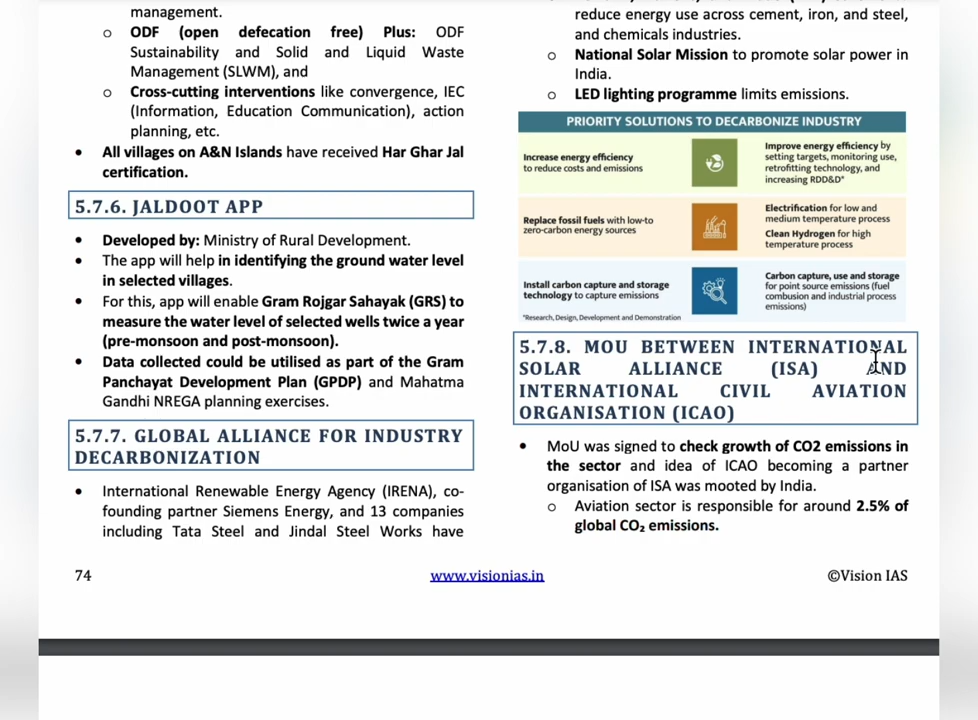 management.
o ODF (open defecation free) Plus: ODF
Sustainability and Solid and Liquid Waste
Management (SLWM), and
o Cross-cutting interventions like convergence, IEC
(Information, Education Communication), action
planning, etc.
• All villages on A&N Islands have received Har Ghar Jal
certification.
5.7.6. JALDOOT APP
• Developed by: Ministry of Rural Development.
• The app will help in identifying the ground water level
in selected villages.
• For this, app will enable Gram Rojgar Sahayak (GRS) to
measure the water level of selected wells twice a year
(pre-monsoon and post-monsoon).
• Data collected could be utilised as part of the Gram
Panchayat Development Plan (GPDP) and Mahatma
Gandhi NREGA planning exercises.
5.7.7. GLOBAL ALLIANCE FOR INDUSTRY
DECARBONIZATION
• International Renewable Energy Agency (IRENA), co-
founding partner Siemens Energy, and 13 companies
including Tata Steel and Jindal Steel Works have
reduce energy use across cement, iron, and steel,
and chemicals industries.
o National Solar Mission to promote solar power in
India.
o LED lighting programme limits emissions.
PRIORITY SOLUTIONS TO DECARBONIZE INDUSTRY
Increase energy efficiency
to reduce costs and emissions
Improve energy efficiency by
setting targets, monitoring use,
retrofitting technology, and
increasing RDD&D*
Replace fossil fuels with low-to
zero-carbon energy sources
Electrification for low and
medium temperature process
Clean Hydrogen for high
temperature process
Install carbon capture and storage
technology to capture emissions
Carbon capture, use and storage
for point source emissions (fuel
combusion and industrial process
emissions)
*Research, Design, Development and Demonstration
5.7.8. MOU BETWEEN INTERNATIONAL
SOLAR ALLIANCE (ISA) AND
INTERNATIONAL CIVIL AVIATION
ORGANISATION (ICAO)
• MoU was signed to check growth of CO2 emissions in
the sector and idea of ICAO becoming a partner
organisation of ISA was mooted by India.
o Aviation sector is responsible for around 2.5% of
global CO₂ emissions.
74
www.visionias.in
©Vision IAS